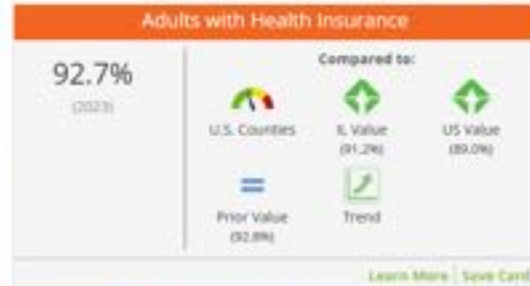 Adults with Health Insurance
92.7%
(2023)
Compared to:
U.S. Counties
IL Value
(91.2%)
US Value
(89.0%)
Prior Value
(92.8%)
Trend
Learn More | Save Card